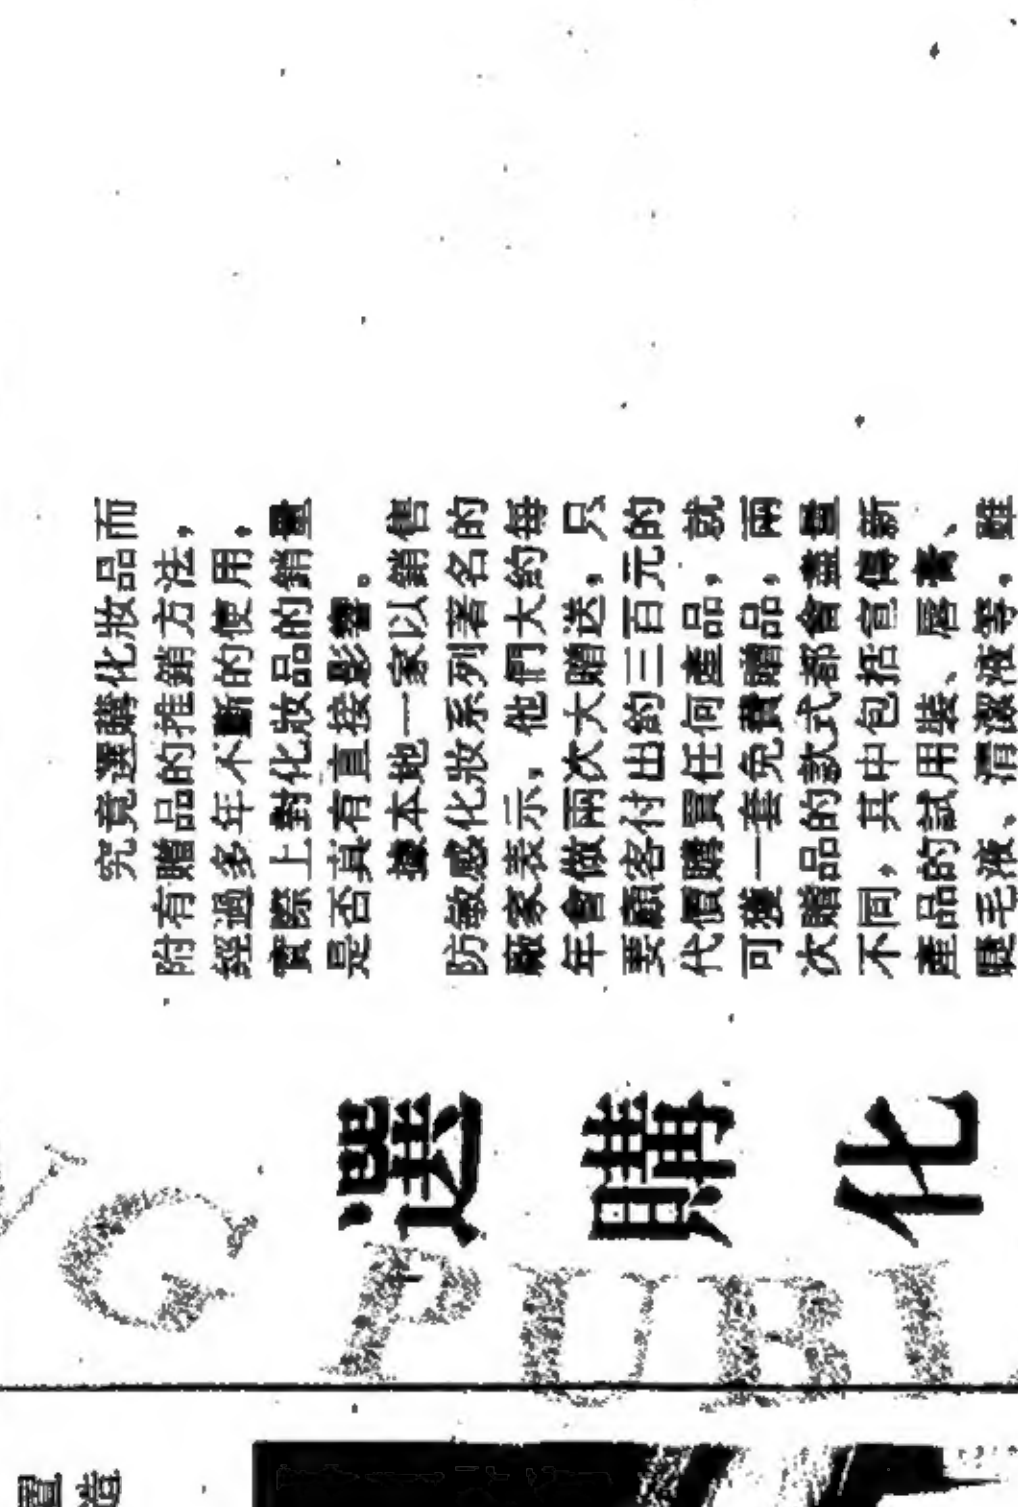 究竟選購化妝品而
附有贈品的推銷方法，
經過多年不斷的使用，
實際上對化妝品的銷量
是否真有直接影響。
據本地一家以銷售
防敏感化妝系列著名的
廠家表示，他們大約每
年會做兩次大贈送，只
要顧客付出約三百元的
代價購買任何產品，就
可獲一套免費贈品，兩
次贈品的款式都會盡量
不同，其中包括宣傳新
產品的試用裝、唇膏、
睫毛液、清潔液等，雖
選購化
G PUBL
造